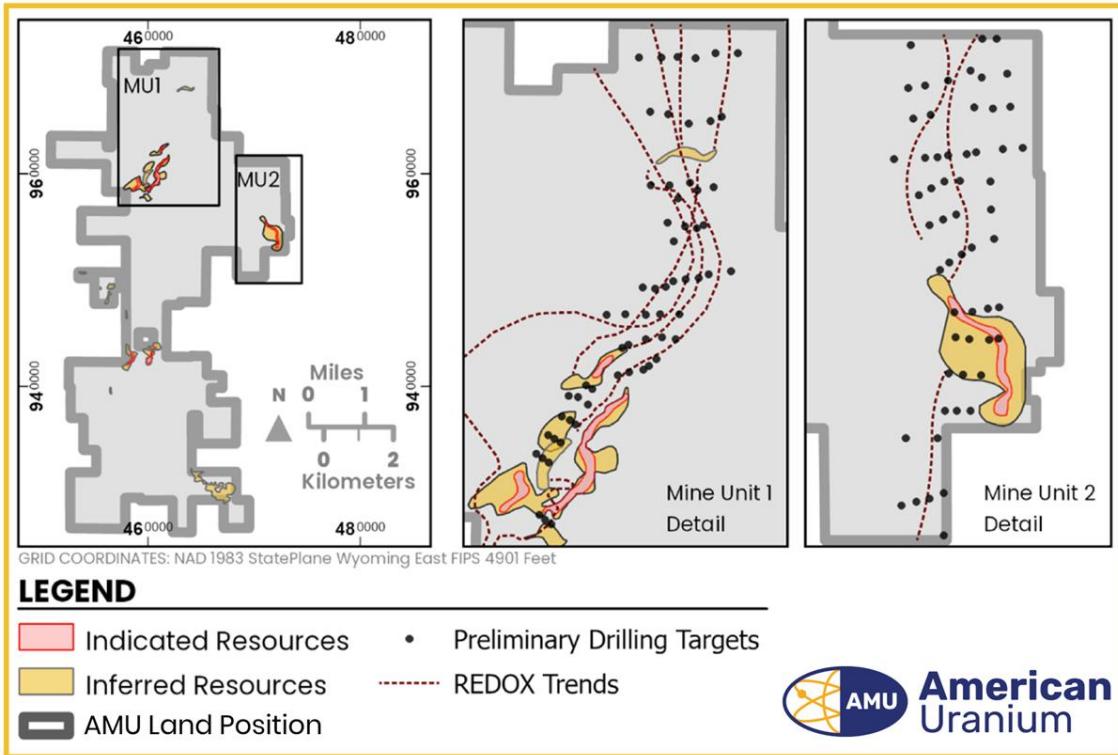 460000
480000
MU1
960000
960000
MU2
Miles
N 0 1
940000
940000
0 2
Kilometers
460000
480000
Mine Unit 1
Detail
Mine Unit 2
Detail
GRID COORDINATES: NAD 1983 StatePlane Wyoming East FIPS 4901 Feet
LEGEND
Indicated Resources
Preliminary Drilling Targets
Inferred Resources
REDOX Trends
AMU Land Position
AMU
American
Uranium